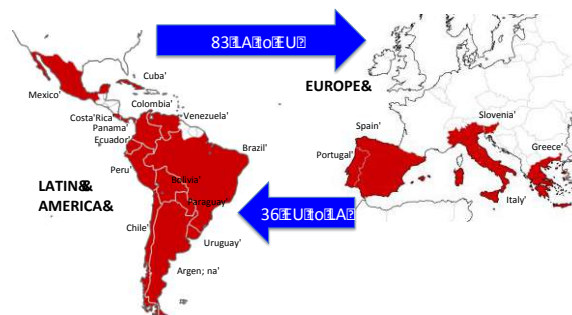 83⍰LA⍰to⍰EU⍰
Cuba'
Mexico'
EUROPE&
Colombia'
Costa'Rica'
Venezuela'
Panama'
Ecuador'
Slovenia'
Spain'
Brazil'
Greece'
Portugal'
Peru'
Bolivia'
LATIN&
AMERICA&
Paraguay'
Italy'
36⍰EU⍰to⍰LA⍰
Chile'
Uruguay'
Argen; na'